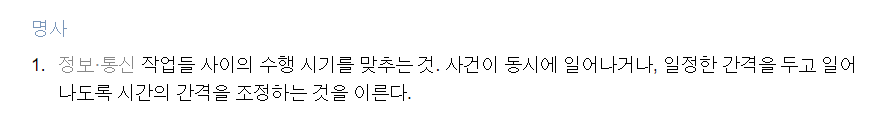 명사
1. 정보·통신 작업들 사이의 수행 시기를 맞추는 것. 사건이 동시에 일어나거나, 일정한 간격을 두고 일어
나도록 시간의 간격을 조정하는 것을 이른다.